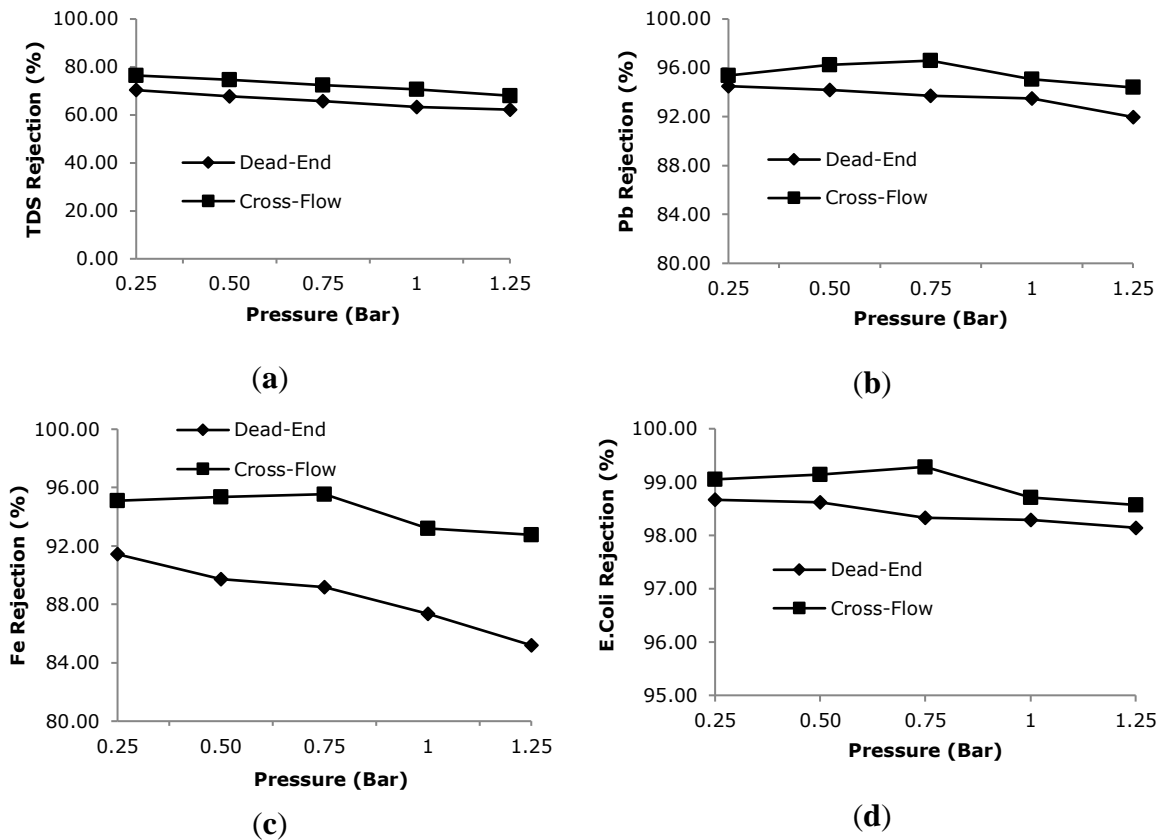 100.00
80.00
60.00
40.00
20.00
0.00
TDS Rejection (%)
Dead-End
Cross-Flow
0.25 0.50 0.75 1 1.25
Pressure (Bar)
(a)
100.00
96.00
92.00
88.00
84.00
80.00
Pb Rejection (%)
Dead-End
Cross-Flow
0.25 0.50 0.75 1 1.25
Pressure (Bar)
(b)
100.00
96.00
92.00
88.00
84.00
80.00
Fe Rejection (%)
Dead-End
Cross-Flow
0.25 0.50 0.75 1 1.25
Pressure (Bar)
(c)
100.00
99.00
98.00
97.00
96.00
95.00
E.Coli Rejection (%)
Dead-End
Cross-Flow
0.25 0.50 0.75 1 1.25
Pressure (Bar)
(d)